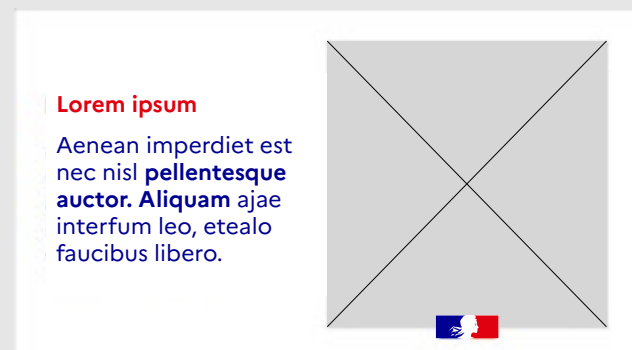 Lorem ipsum
Aenean imperdiet est
nec nisl pellentesque
auctor. Aliquam ajae
interfum leo, etealo
faucibus libero.